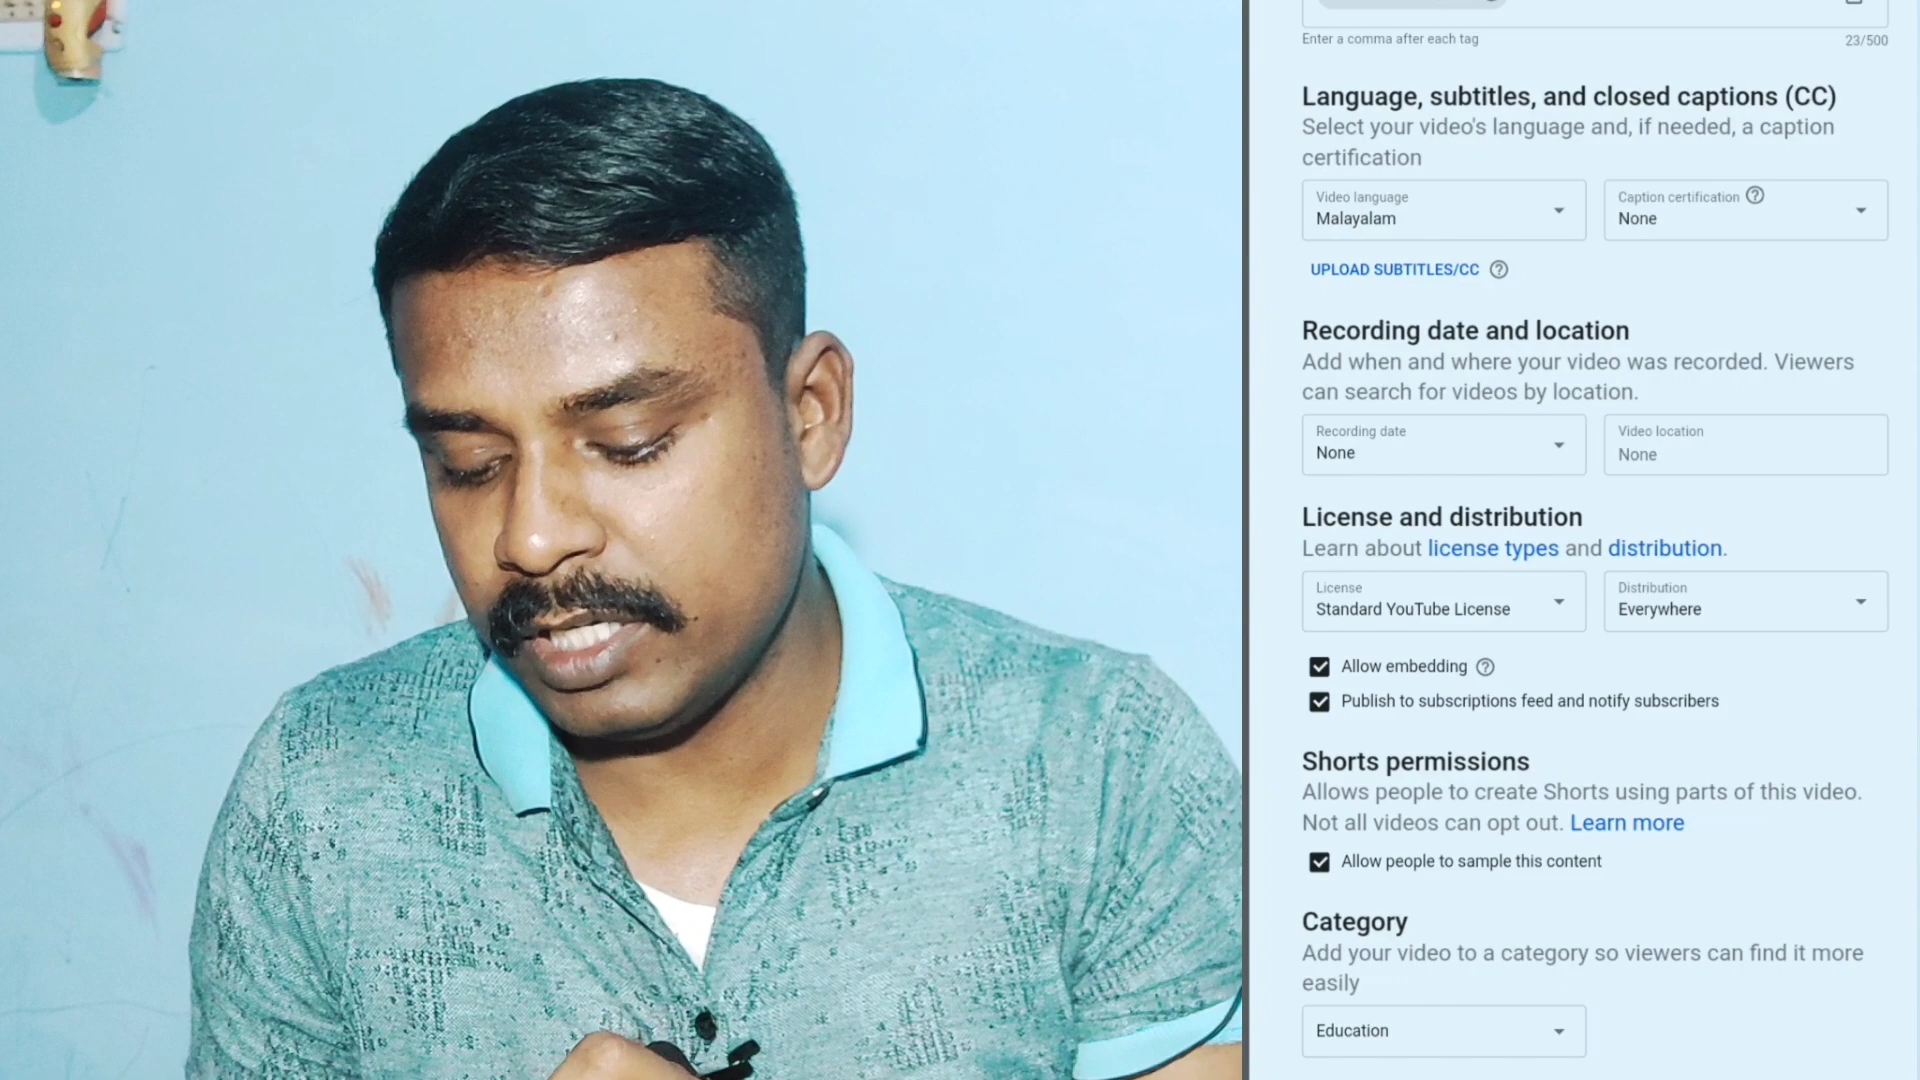 Enter a comma after each tag
23/500
Language, subtitles, and closed captions (CC)
Select your video's language and, if needed, a caption
certification
Video language
Malayalam
Caption certification
None
UPLOAD SUBTITLES/CC
Recording date and location
Add when and where your video was recorded. Viewers
can search for videos by location.
Recording date
None
Video location
None
License and distribution
Learn about license types and distribution.
License
Standard YouTube License
Distribution
Everywhere
Allow embedding
Publish to subscriptions feed and notify subscribers
Shorts permissions
Allows people to create Shorts using parts of this video.
Not all videos can opt out. Learn more
Allow people to sample this content
Category
Add your video to a category so viewers can find it more
easily
Education